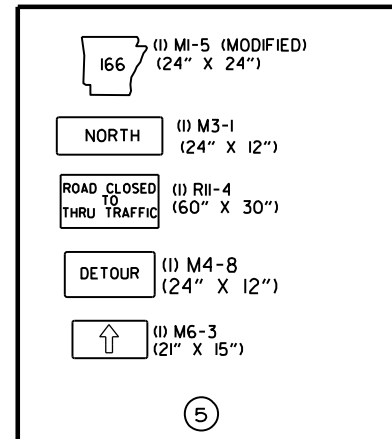 166 (1) M1-5 (MODIFIED)
(24" X 24")
NORTH (1) M3-1
(24" X 12")
ROAD CLOSED
TO
THRU TRAFFIC
(1) R11-4
(60" X 30")
DETOUR (1) M4-8
(24" X 12")
(1) M6-3
(21" X 15")
5